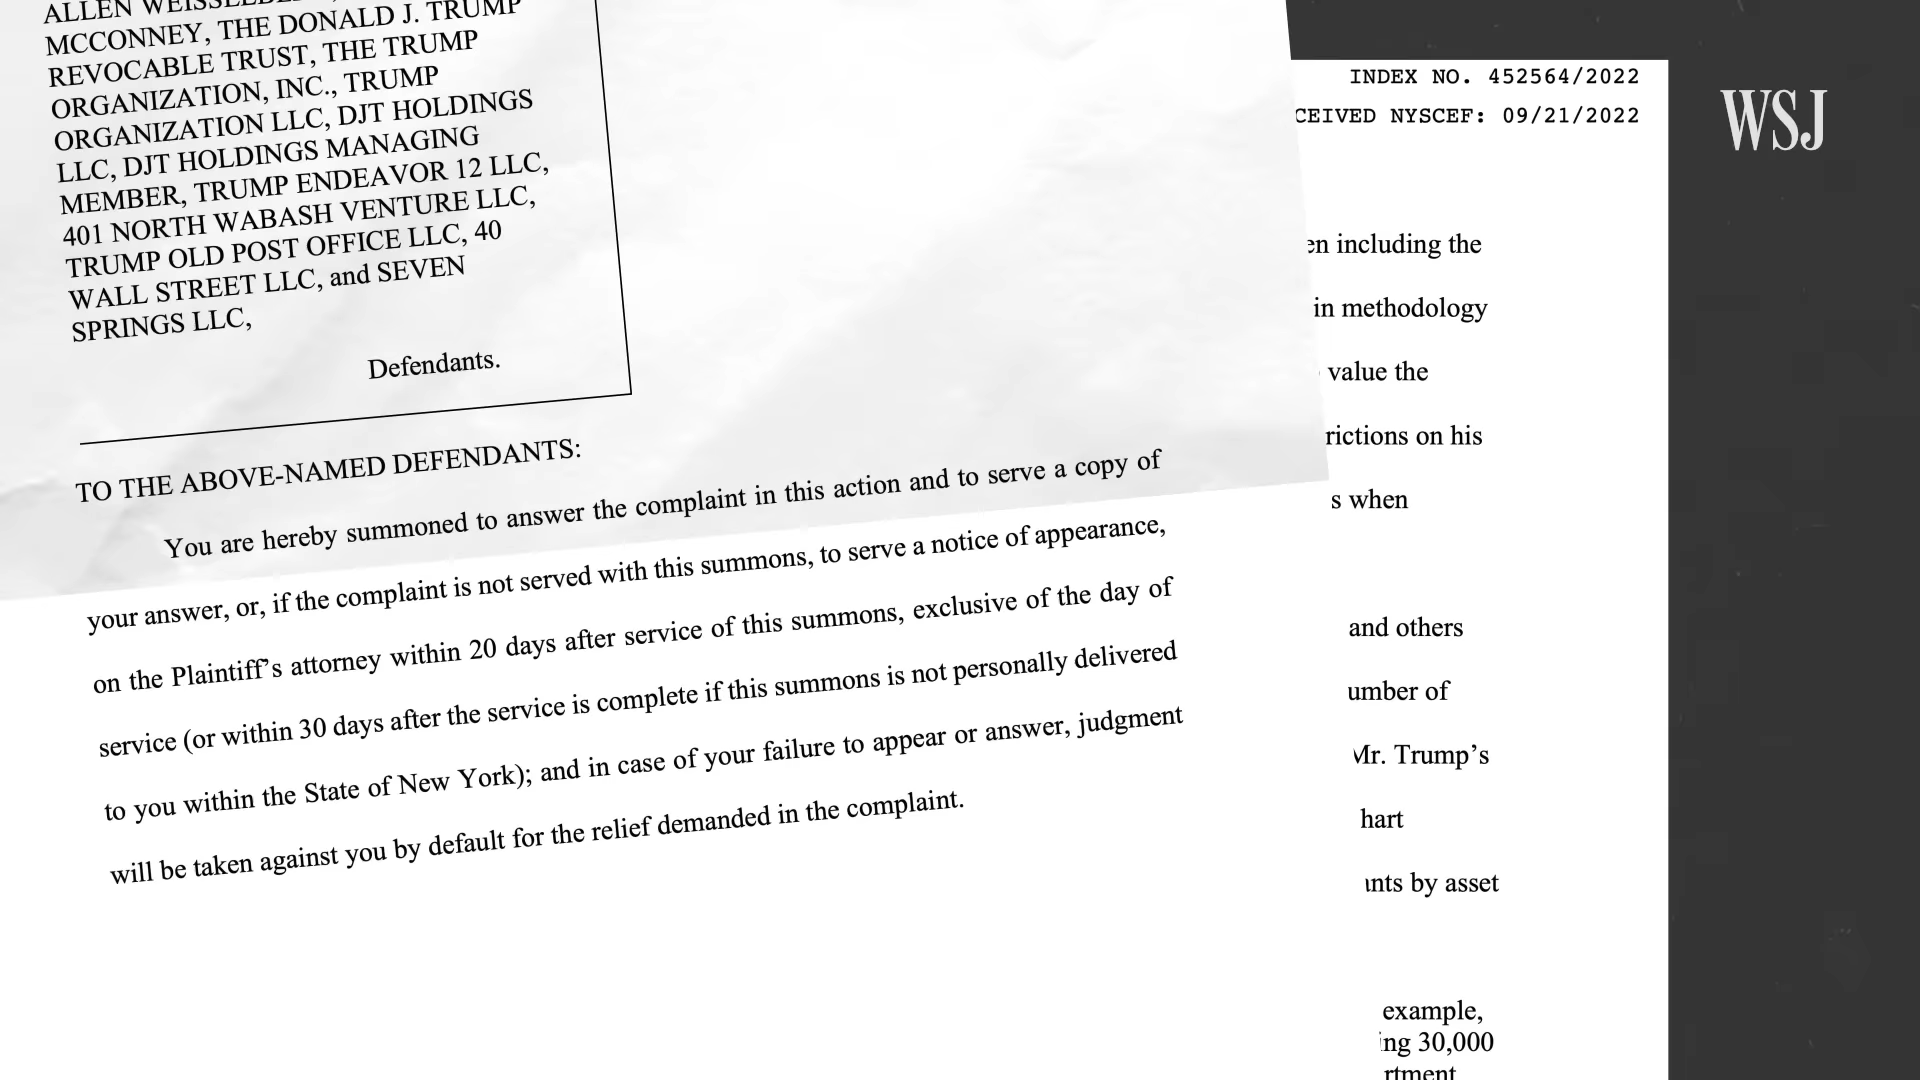 ALLEN
MCCONNEY, THE DONALD J. TRUMP
REVOCABLE TRUST, THE TRUMP
ORGANIZATION, INC., TRUMP
ORGANIZATION LLC, DJT HOLDINGS
LLC, DJT HOLDINGS MANAGING
MEMBER, TRUMP ENDEAVOR 12 LLC,
401 NORTH WABASH VENTURE LLC,
TRUMP OLD POST OFFICE LLC, 40
WALL STREET LLC, and SEVEN
SPRINGS LLC,
Defendants.
TO THE ABOVE-NAMED DEFENDANTS:
You are hereby summoned to answer the complaint in this action and to serve a copy of
your answer, or, if the complaint is not served with this summons, to serve a notice of appearance,
on the Plaintiff’s attorney within 20 days after service of this summons, exclusive of the day of
service (or within 30 days after the service is complete if this summons is not personally delivered
to you within the State of New York); and in case of your failure to appear or answer, judgment
will be taken against you by default for the relief demanded in the complaint.
INDEX NO. 452564/2022
CEIVED NYSCEF: 09/21/2022
en including the
in methodology
value the
rictions on his
s when
and others
umber of
Mr. Trump’s
hart
nts by asset
example,
ing 30,000
rtment
WSJ